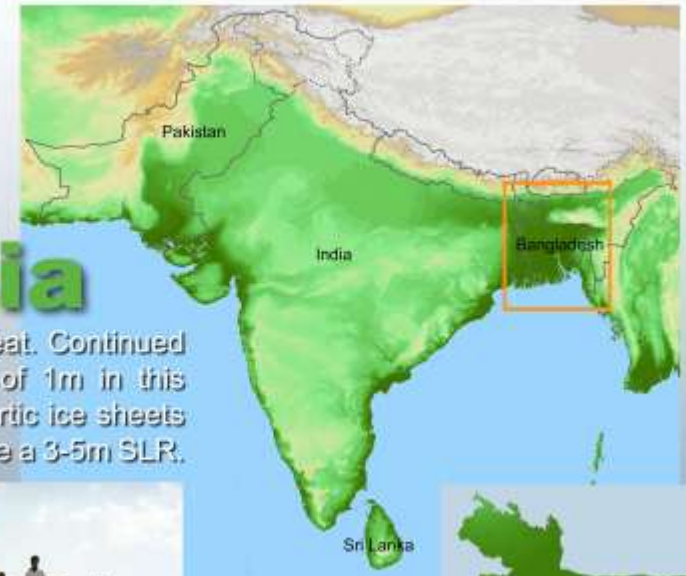 Pakistan
India
Bangladesh
Sri Lanka
ia
eat. Continued
of 1m in this
rtic ice sheets
e a 3-5m SLR.